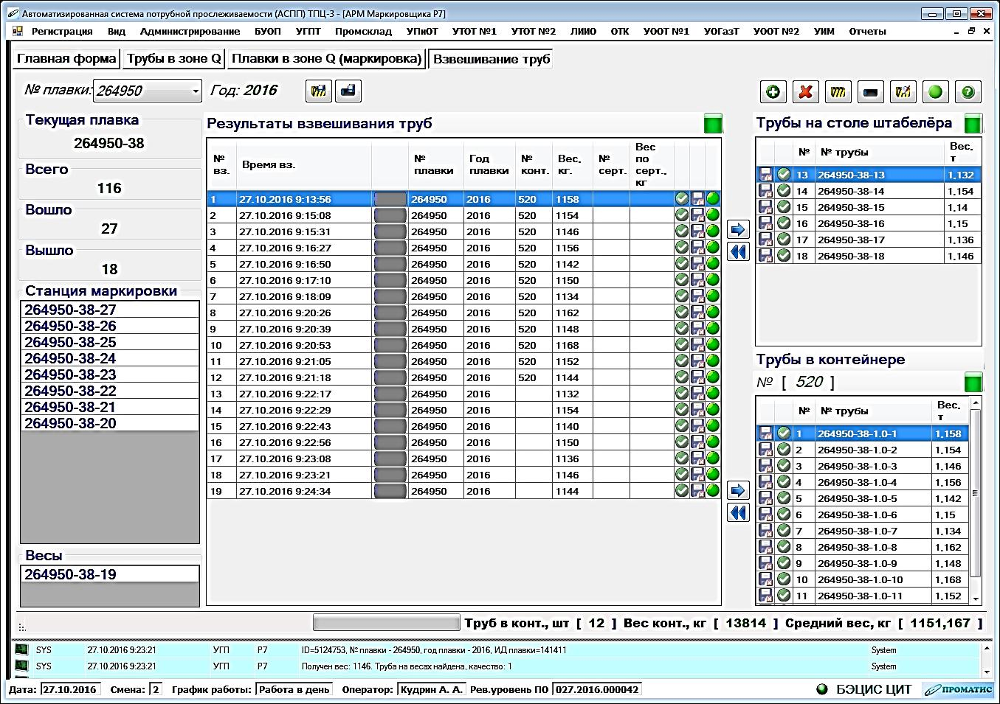 Автоматизированная система потрубной прослеживаемости (АСПП) ТПЦ-3 - [АРМ Маркировщика Р7]
Регистрация Вид Администрирование БУОП УГПТ Промсклад УПиОТ УТОТ №1 УТОТ №2 ЛИИО ОТК УООТ №1 УОГазТ УООТ №2 УИМ Отчеты
Главная форма Трубы в зоне Q Плавки в зоне Q (маркировка) Взвешивание труб
№ плавки: 264950 Год: 2016
Текущая плавка
264950-38
Всего
116
Вошло
27
Вышло
18
Станция маркировки
264950-38-27
264950-38-26
264950-38-25
264950-38-24
264950-38-23
264950-38-22
264950-38-21
264950-38-20
Весы
264950-38-19
Результаты взвешивания труб
№ вз. Время вз. № плавки Год плавки № конт. Вес, кг. № серт. Вес по серт., кг
1 27.10.2016 9:13:56 264950 2016 520 1158
2 27.10.2016 9:15:08 264950 2016 520 1154
3 27.10.2016 9:15:31 264950 2016 520 1146
4 27.10.2016 9:16:27 264950 2016 520 1156
5 27.10.2016 9:16:50 264950 2016 520 1142
6 27.10.2016 9:17:10 264950 2016 520 1150
7 27.10.2016 9:18:09 264950 2016 520 1134
8 27.10.2016 9:20:26 264950 2016 520 1162
9 27.10.2016 9:20:39 264950 2016 520 1148
10 27.10.2016 9:20:53 264950 2016 520 1168
11 27.10.2016 9:21:05 264950 2016 520 1152
12 27.10.2016 9:21:18 264950 2016 520 1144
13 27.10.2016 9:22:17 264950 2016 1132
14 27.10.2016 9:22:29 264950 2016 1154
15 27.10.2016 9:22:43 264950 2016 1140
16 27.10.2016 9:22:56 264950 2016 1150
17 27.10.2016 9:23:08 264950 2016 1136
18 27.10.2016 9:23:21 264950 2016 1146
19 27.10.2016 9:24:34 264950 2016 1144
Трубы на столе штабелёра
№ № трубы Вес, т
13 264950-38-13 1,132
14 264950-38-14 1,154
15 264950-38-15 1,14
16 264950-38-16 1,15
17 264950-38-17 1,136
18 264950-38-18 1,146
Трубы в контейнере
№ [ 520 ]
№ № трубы Вес, т
1 264950-38-1.0-1 1,158
2 264950-38-1.0-2 1,154
3 264950-38-1.0-3 1,146
4 264950-38-1.0-4 1,156
5 264950-38-1.0-5 1,142
6 264950-38-1.0-6 1,15
7 264950-38-1.0-7 1,134
8 264950-38-1.0-8 1,162
9 264950-38-1.0-9 1,148
10 264950-38-1.0-10 1,168
11 264950-38-1.0-11 1,152
Труб в конт., шт [ 12 ] Вес конт., кг [ 13814 ] Средний вес, кг [ 1151,167 ]
SYS 27.10.2016 9:23:21 УГП Р7 ID=5124753, № плавки - 264950, год плавки - 2016, ИД плавки=141411 System
SYS 27.10.2016 9:23:21 УГП Р7 Получен вес: 1146. Труба на весах найдена, качество: 1 System
Дата: 27.10.2016 Смена: 2 График работы: Работа в день Оператор: Кудрин А. А. Рев.уровень ПО 027.2016.000042 БЭЦИС ЦИТ ПРОМАТИС